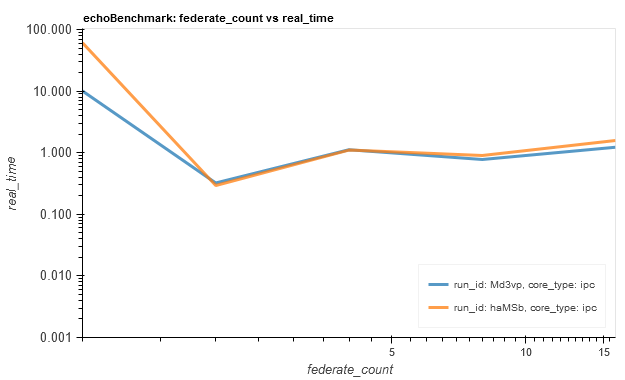 echoBenchmark: federate_count vs real_time
100.000
10.000
1.000
0.100
0.010
0.001
real_time
run_id: Md3vp, core_type: ipc
run_id: haMSb, core_type: ipc
5
10
15
federate_count